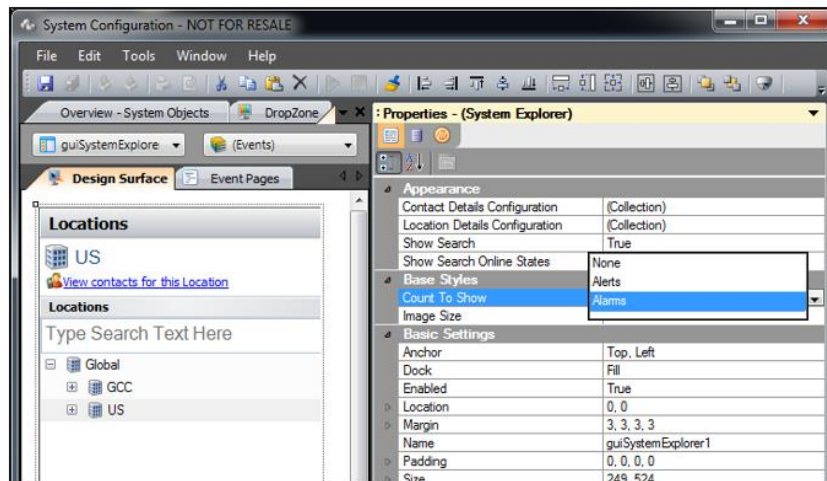 System Configuration - NOT FOR RESALE
File Edit Tools Window Help
Overview - System Objects DropZone
guiSystemExplore (Events)
Design Surface Event Pages
Locations
US
View contacts for this Location
Locations
Type Search Text Here
Global
GCC
US
Properties - (System Explorer)
Appearance
Contact Details Configuration (Collection)
Location Details Configuration (Collection)
Show Search True
Show Search Online States
None
Alerts
Alarms
Base Styles
Count To Show
Image Size
Basic Settings
Anchor Top, Left
Dock Fill
Enabled True
Location 0, 0
Margin 3, 3, 3, 3
Name guiSystemExplorer1
Padding 0, 0, 0, 0
Size 249, 524